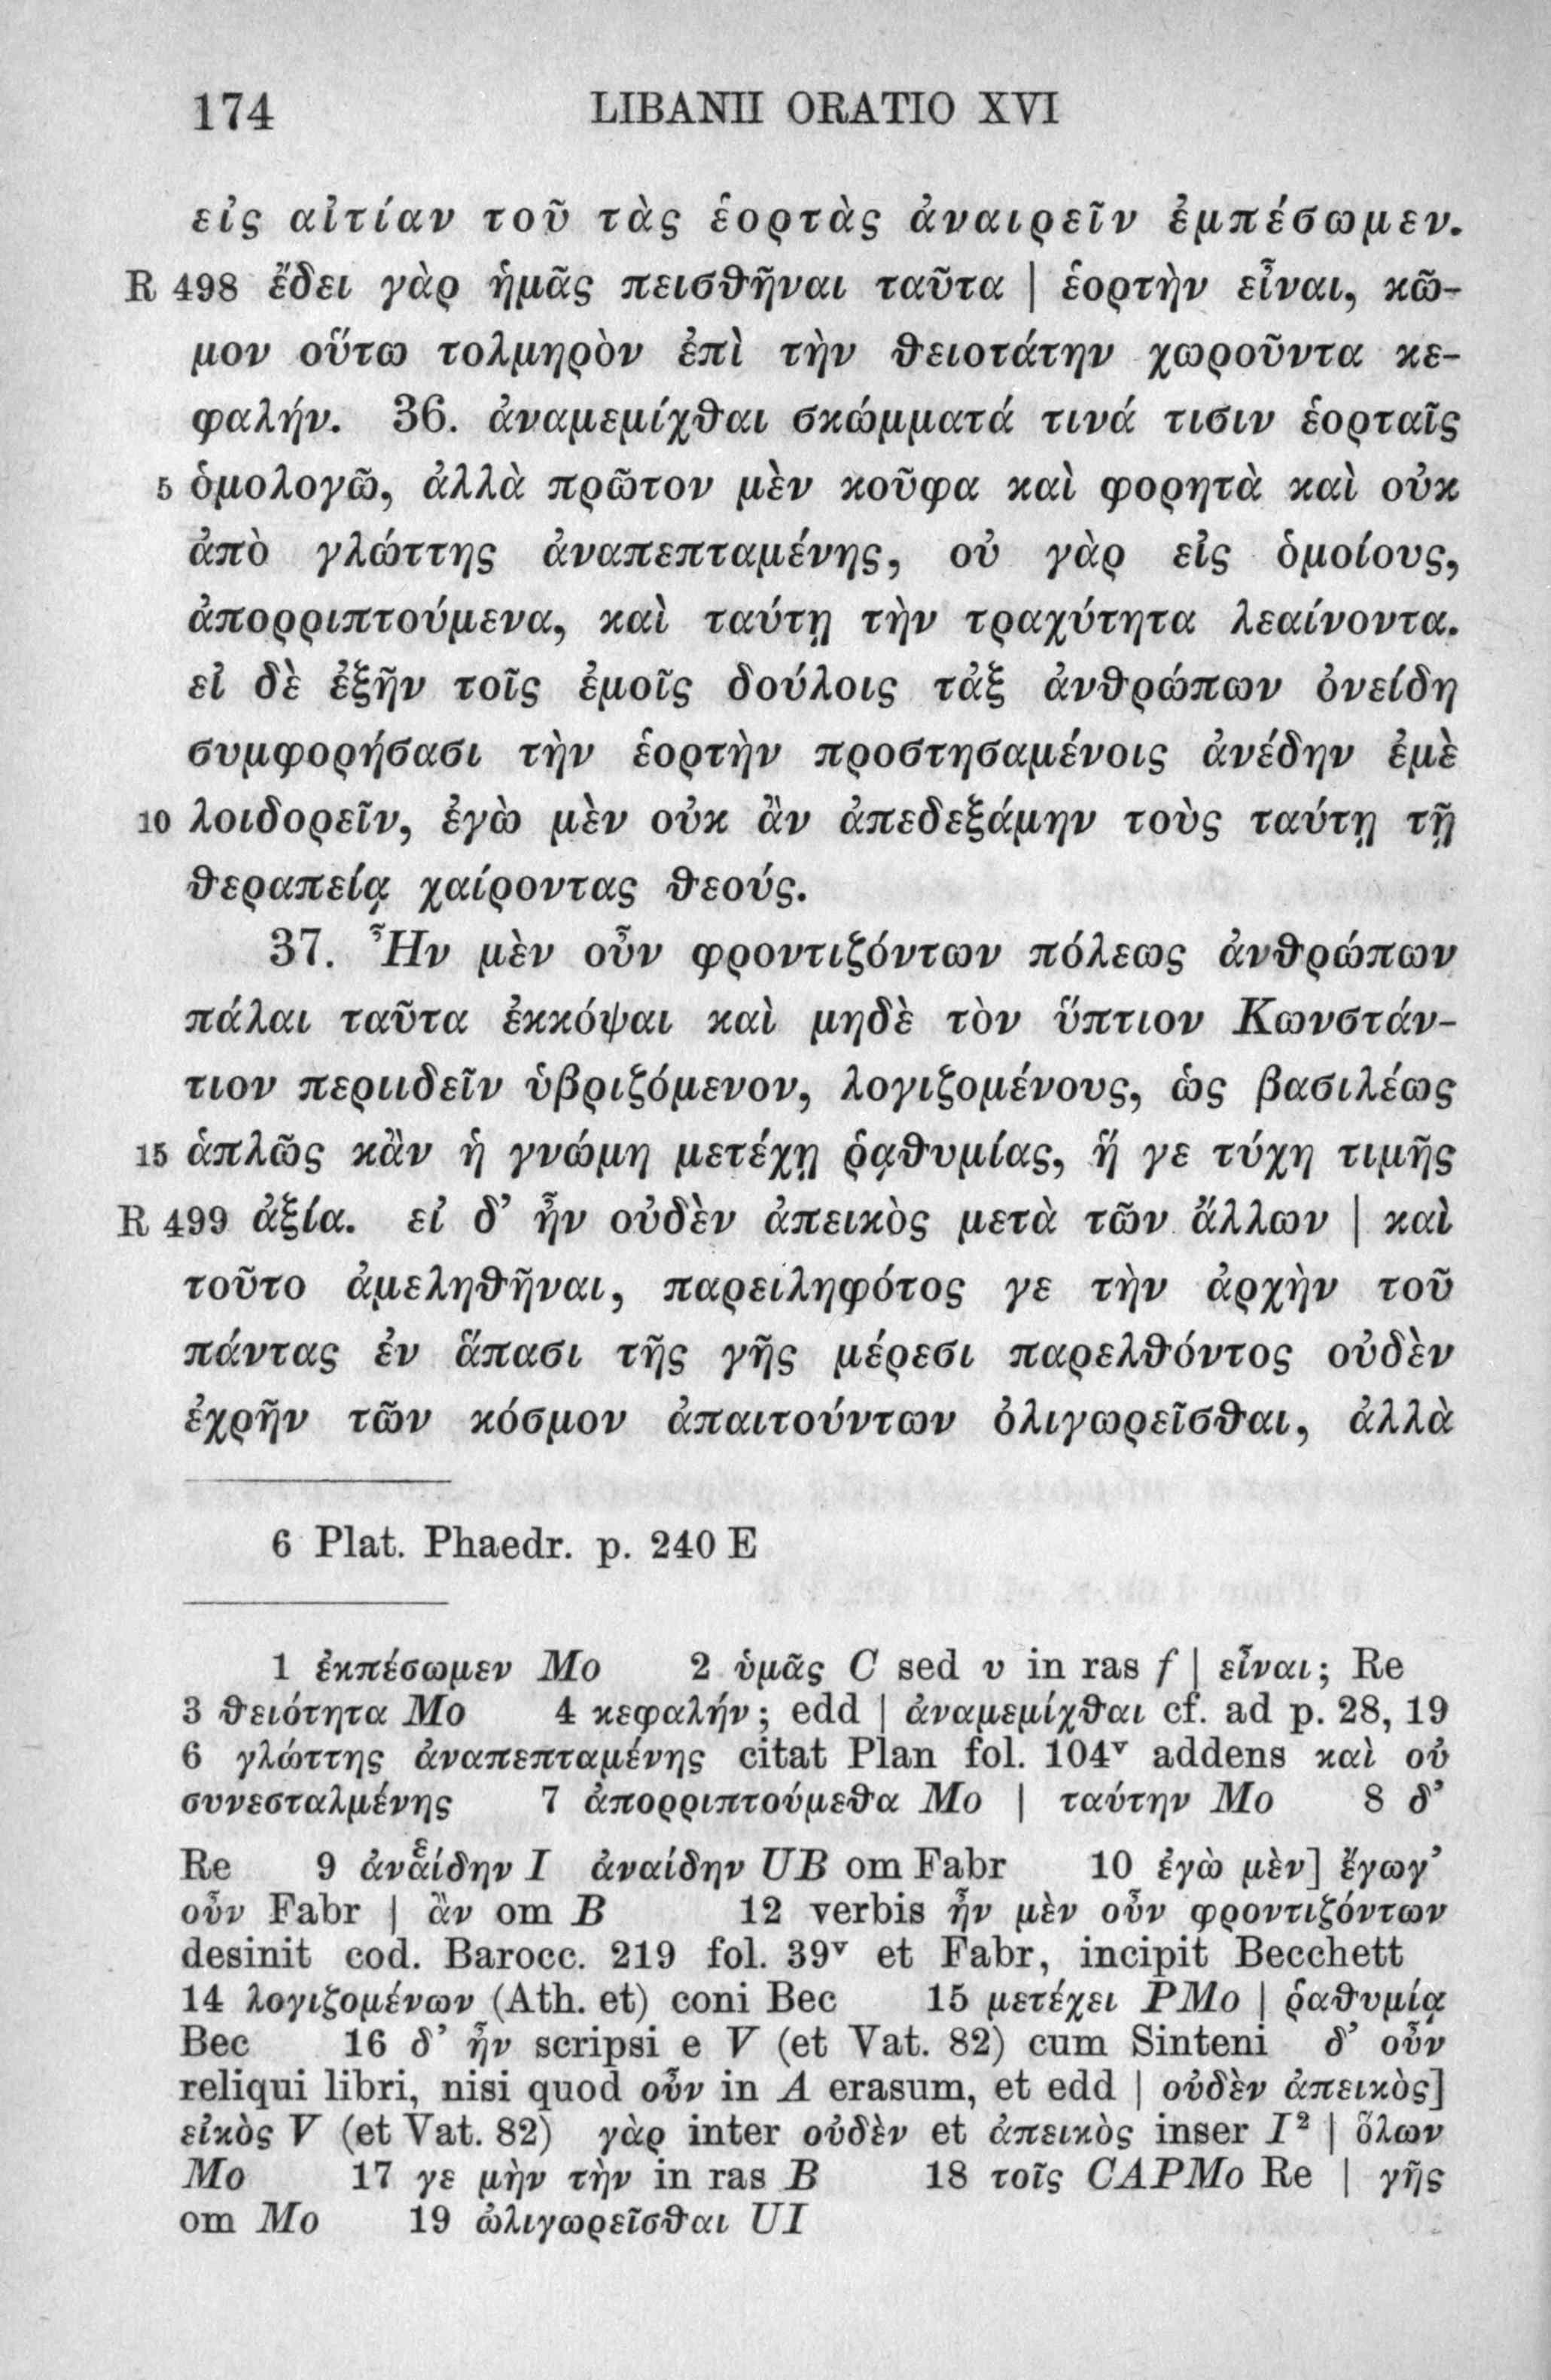 174 LIBANII ORATIO XVI
εἰς αἰτίαν τοῦ τὰς ἑορτὰς ἀναιρεῖν ἐμπέσωμεν.
R 498 ἔδει γὰρ ἡμᾶς πεισθῆναι ταῦτα | ἑορτὴν εἶναι, κῶ-
μον οὕτω τολμηρὸν ἐπὶ τὴν θειοτάτην χωροῦντα κε-
φαλήν. 36. ἀναμεμίχθαι σκώμματά τινά τισιν ἑορταῖς
5 ὁμολογῶ, ἀλλὰ πρῶτον μὲν κοῦφα καὶ φορητὰ καὶ οὐκ
ἀπὸ γλώττης ἀναπεπταμένης, οὐ γὰρ εἰς ὁμοίους,
ἀπορριπτούμενα, καὶ ταύτῃ τὴν τραχύτητα λεαίνοντα.
εἰ δὲ ἐξῆν τοῖς ἐμοῖς δούλοις τἀξ ἀνθρώπων ὀνείδη
συμφορήσασι τὴν ἑορτὴν προστησαμένοις ἀνέδην ἐμὲ
10 λοιδορεῖν, ἐγὼ μὲν οὐκ ἂν ἀπεδεξάμην τοὺς ταύτῃ τῇ
θεραπείᾳ χαίροντας θεούς.
37. Ἦν μὲν οὖν φροντιζόντων πόλεως ἀνθρώπων
πάλαι ταῦτα ἐκκόψαι καὶ μηδὲ τὸν ὕπτιον Κωνστάν-
τιον περιιδεῖν ὑβριζόμενον, λογιζομένους, ὡς βασιλέως
15 ἁπλῶς κἂν ἡ γνώμη μετέχῃ ῥᾳθυμίας, ἥ γε τύχη τιμῆς
R 499 ἀξία. εἰ δ’ ἦν οὐδὲν ἀπεικὸς μετὰ τῶν ἄλλων | καὶ
τοῦτο ἀμεληθῆναι, παρειληφότος γε τὴν ἀρχὴν τοῦ
πάντας ἐν ἅπασι τῆς γῆς μέρεσι παρελθόντος οὐδὲν
ἐχρῆν τῶν κόσμον ἀπαιτούντων ὀλιγωρεῖσθαι, ἀλλὰ
6 Plat. Phaedr. p. 240 E
1 ἐκπέσωμεν Mo 2 ὑμᾶς C sed υ in ras f | εἶναι; Re
3 θειότητα Mo 4 κεφαλήν; edd | ἀναμεμίχθαι cf. ad p. 28, 19
6 γλώττης ἀναπεπταμένης citat Plan fol. 104ᵛ addens καὶ οὐ
συνεσταλμένης 7 ἀπορριπτούμεθα Mo | ταύτην Mo 8 δ’
Re 9 ἀναίδην I ἀναίδην UB om Fabr 10 ἐγὼ μὲν] ἔγωγ’
οὖν Fabr | ἂν om B 12 verbis ἦν μὲν οὖν φροντιζόντων
desinit cod. Barocc. 219 fol. 39ᵛ et Fabr, incipit Becchett
14 λογιζομένων (Ath. et) coni Bec 15 μετέχει PMo | ῥαθυμίᾳ
Bec 16 δ’ ἦν scripsi e V (et Vat. 82) cum Sinteni δ’ οὖν
reliqui libri, nisi quod οὖν in A erasum, et edd | οὐδὲν ἀπεικὸς]
εἰκὸς V (et Vat. 82) γὰρ inter οὐδὲν et ἀπεικὸς inser I² | ὅλων
Mo 17 γε μὴν τὴν in ras B 18 τοῖς CAPMo Re | γῆς
om Mo 19 ὠλιγωρεῖσθαι UI